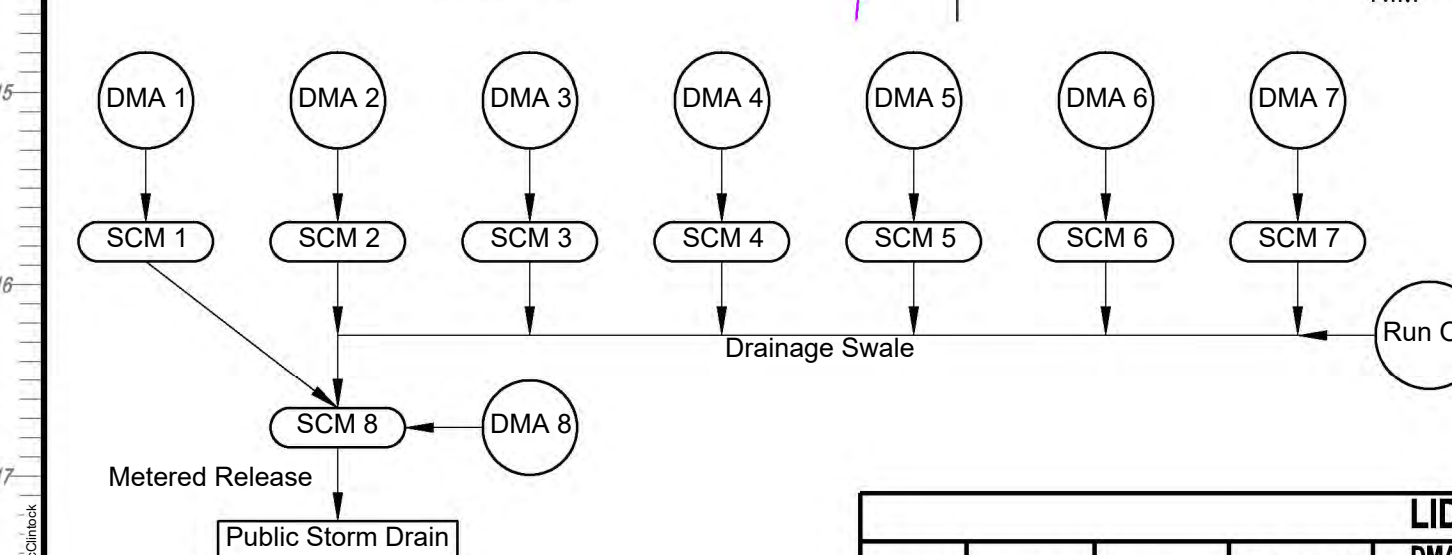 DMA 1 DMA 2 DMA 3 DMA 4 DMA 5 DMA 6 DMA 7
SCM 1 SCM 2 SCM 3 SCM 4 SCM 5 SCM 6 SCM 7
Run
Drainage Swale
SCM 8 DMA 8
Metered Release
Public Storm Drain
LID
DMA